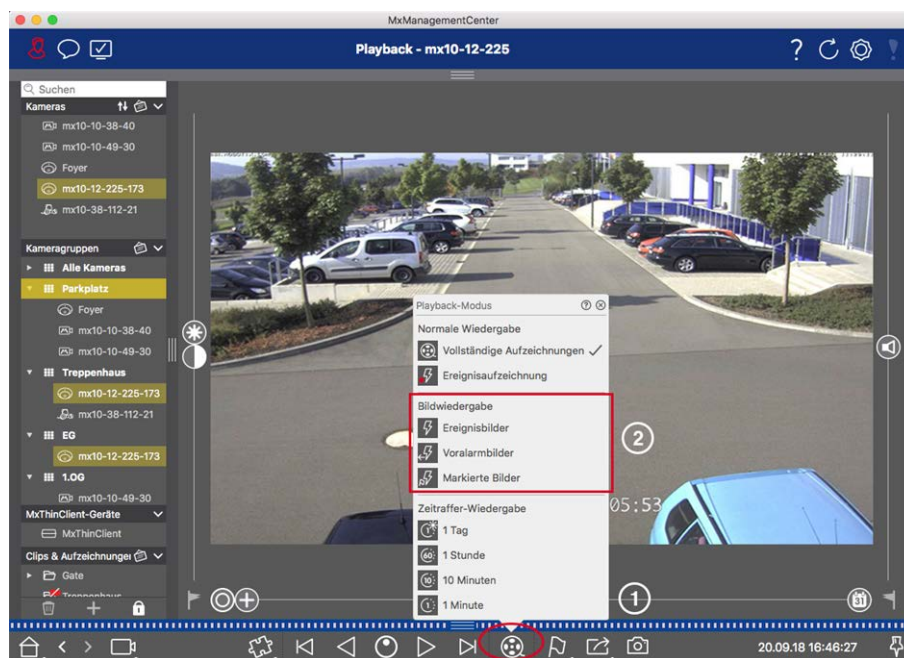 MxManagementCenter
Playback - mx10-12-225
?
Suchen
Kameras
mx10-10-38-40
mx10-10-49-30
Foyer
mx10-12-225-173
mx10-38-112-21
Kameragruppen
Alle Kameras
Parkplatz
Foyer
mx10-10-38-40
mx10-10-49-30
Treppenhaus
mx10-12-225-173
mx10-38-112-21
EG
mx10-12-225-173
1.OG
mx10-10-49-30
MxThinClient-Geräte
MxThinClient
Clips & Aufzeichnungen
Gate
Treppenhaus
Playback-Modus
Normale Wiedergabe
Vollständige Aufzeichnungen
Ereignisaufzeichnung
Bildwiedergabe
Ereignisbilder
Voralarmbilder
Markierte Bilder
2
Zeitraffer-Wiedergabe
1 Tag
60 1 Stunde
10 10 Minuten
1 1 Minute
05:53
1
31
20.09.18 16:46:27